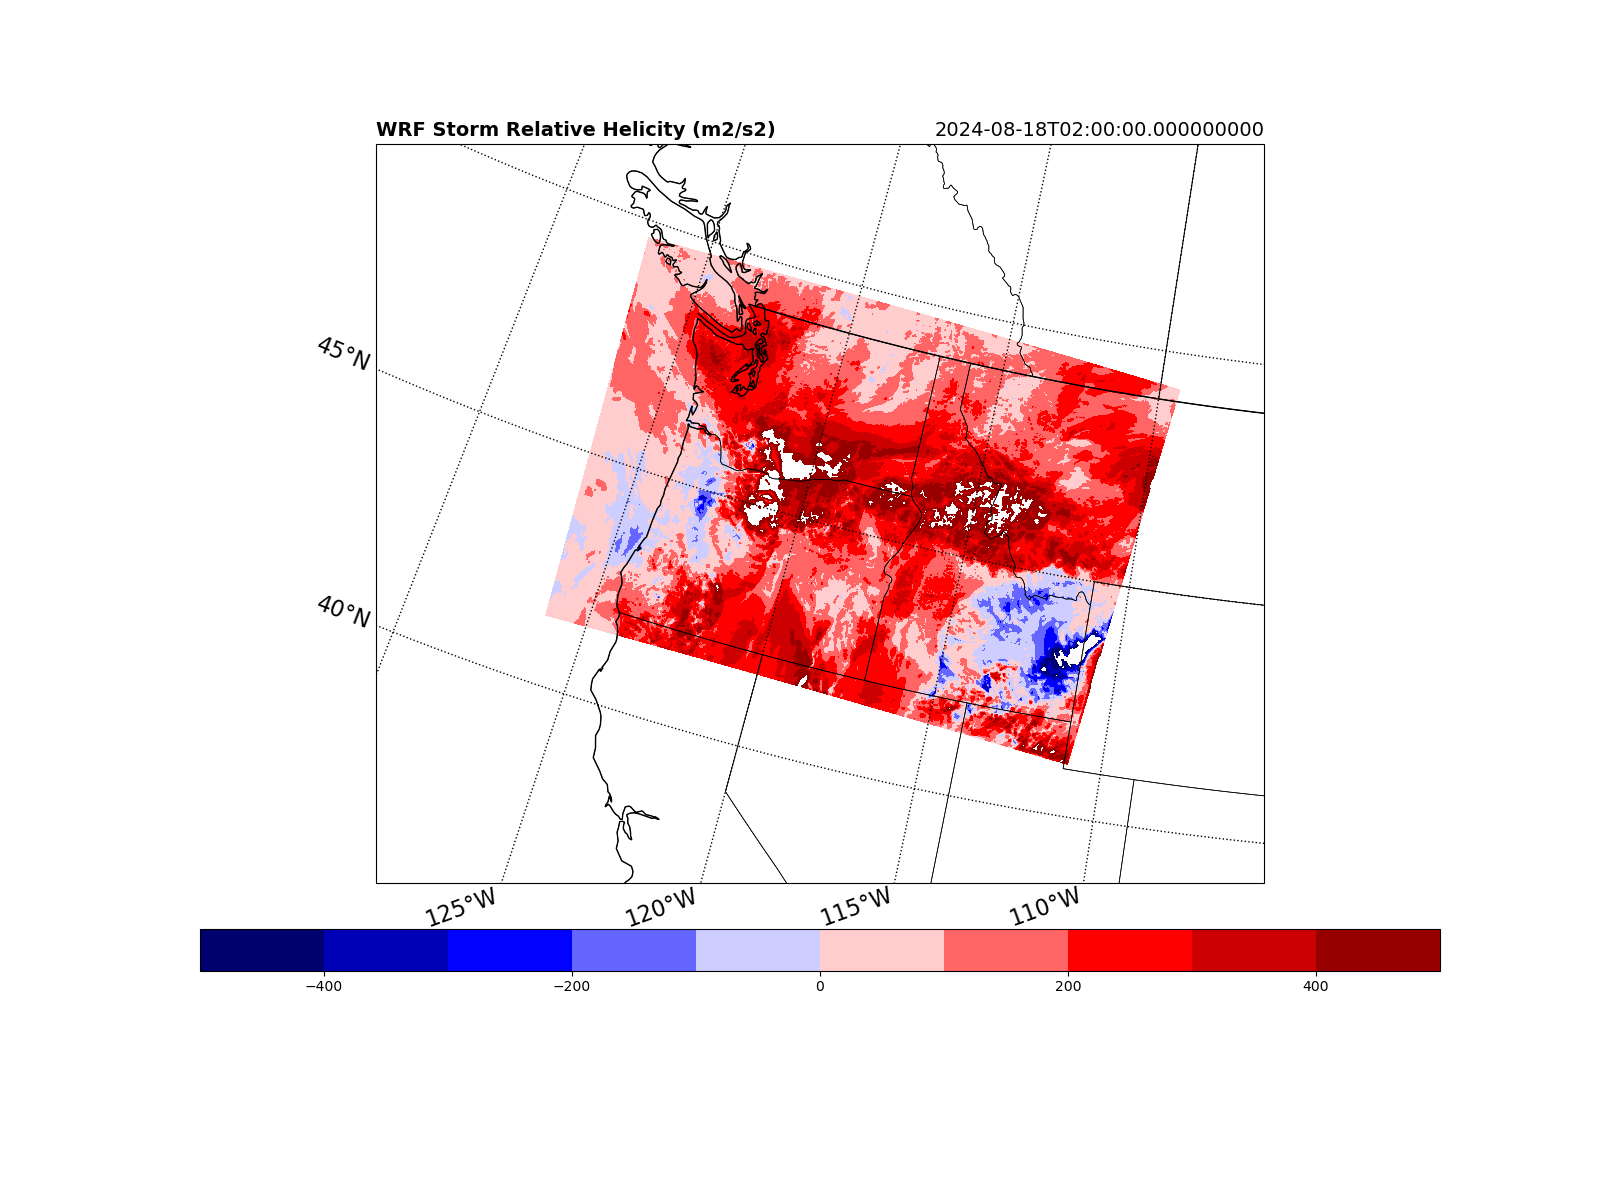 WRF Storm Relative Helicity (m2/s2) 2024-08-18T02:00:00.000000000
45°N
40°N
125°W 120°W 115°W 110°W
−400 −200 0 200 400